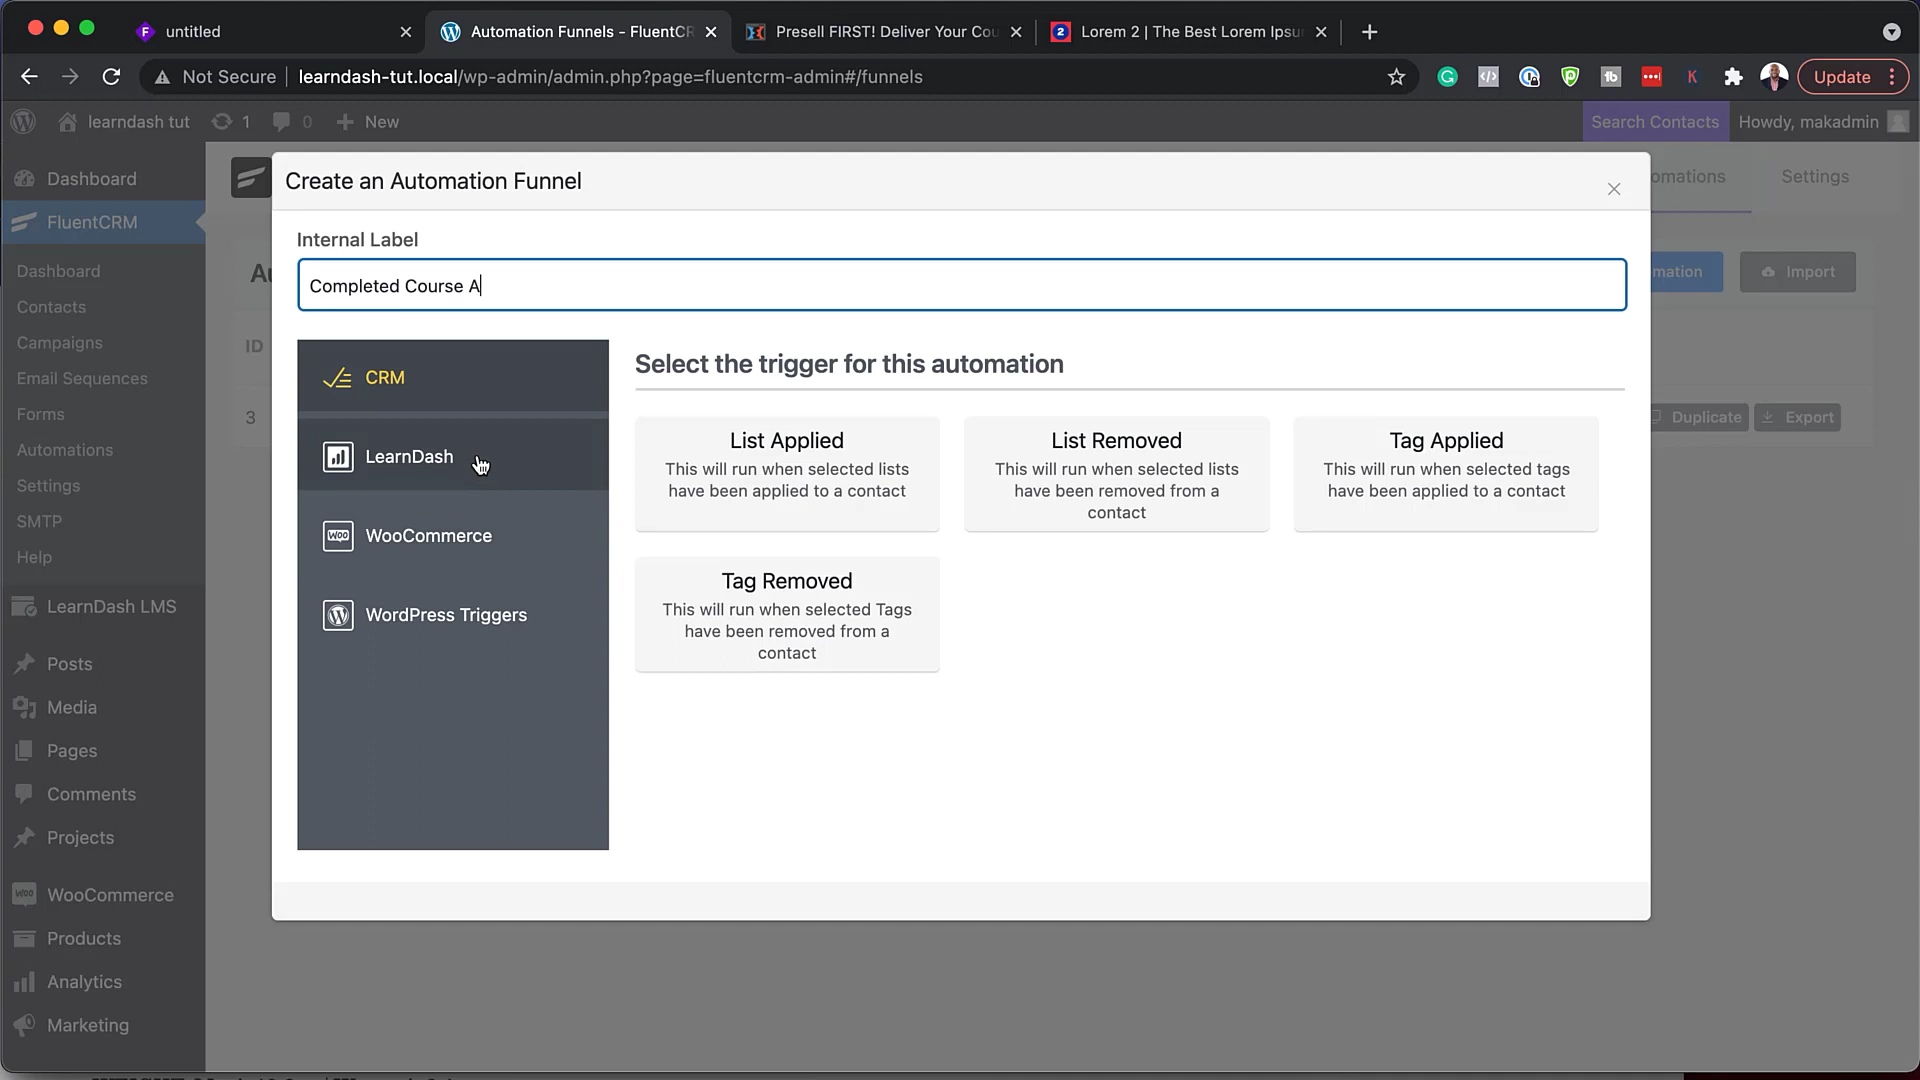 untitled
Automation Funnels - FluentCR
Presell FIRST! Deliver Your Cou
Lorem 2 | The Best Lorem Ipsu
Not Secure
learndash-tut.local/wp-admin/admin.php?page=fluentcrm-admin#/funnels
Update
learndash tut
1
0
New
Search Contacts
Howdy, makadmin
Dashboard
FluentCRM
Dashboard
Contacts
Campaigns
Email Sequences
Forms
Automations
Settings
SMTP
Help
LearnDash LMS
Posts
Media
Pages
Comments
Projects
WooCommerce
Products
Analytics
Marketing
omations
Settings
Au
mation
Import
ID
3
Duplicate
Export
Create an Automation Funnel
Internal Label
Completed Course A
CRM
LearnDash
WooCommerce
WordPress Triggers
Select the trigger for this automation
List Applied
This will run when selected lists
have been applied to a contact
List Removed
This will run when selected lists
have been removed from a
contact
Tag Applied
This will run when selected tags
have been applied to a contact
Tag Removed
This will run when selected Tags
have been removed from a
contact